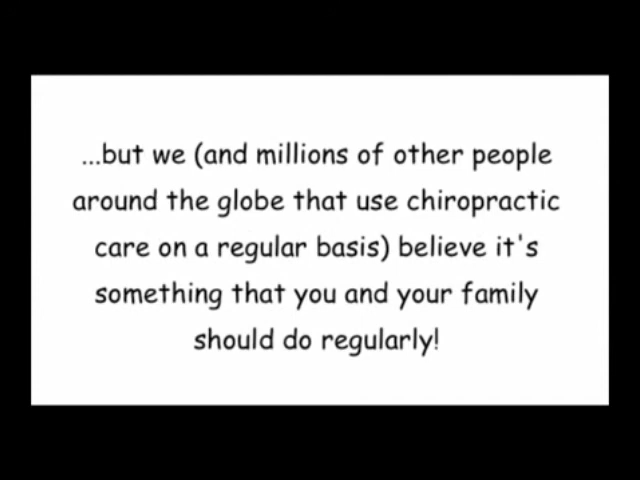 ...but we (and millions of other people
around the globe that use chiropractic
care on a regular basis) believe it's
something that you and your family
should do regularly!